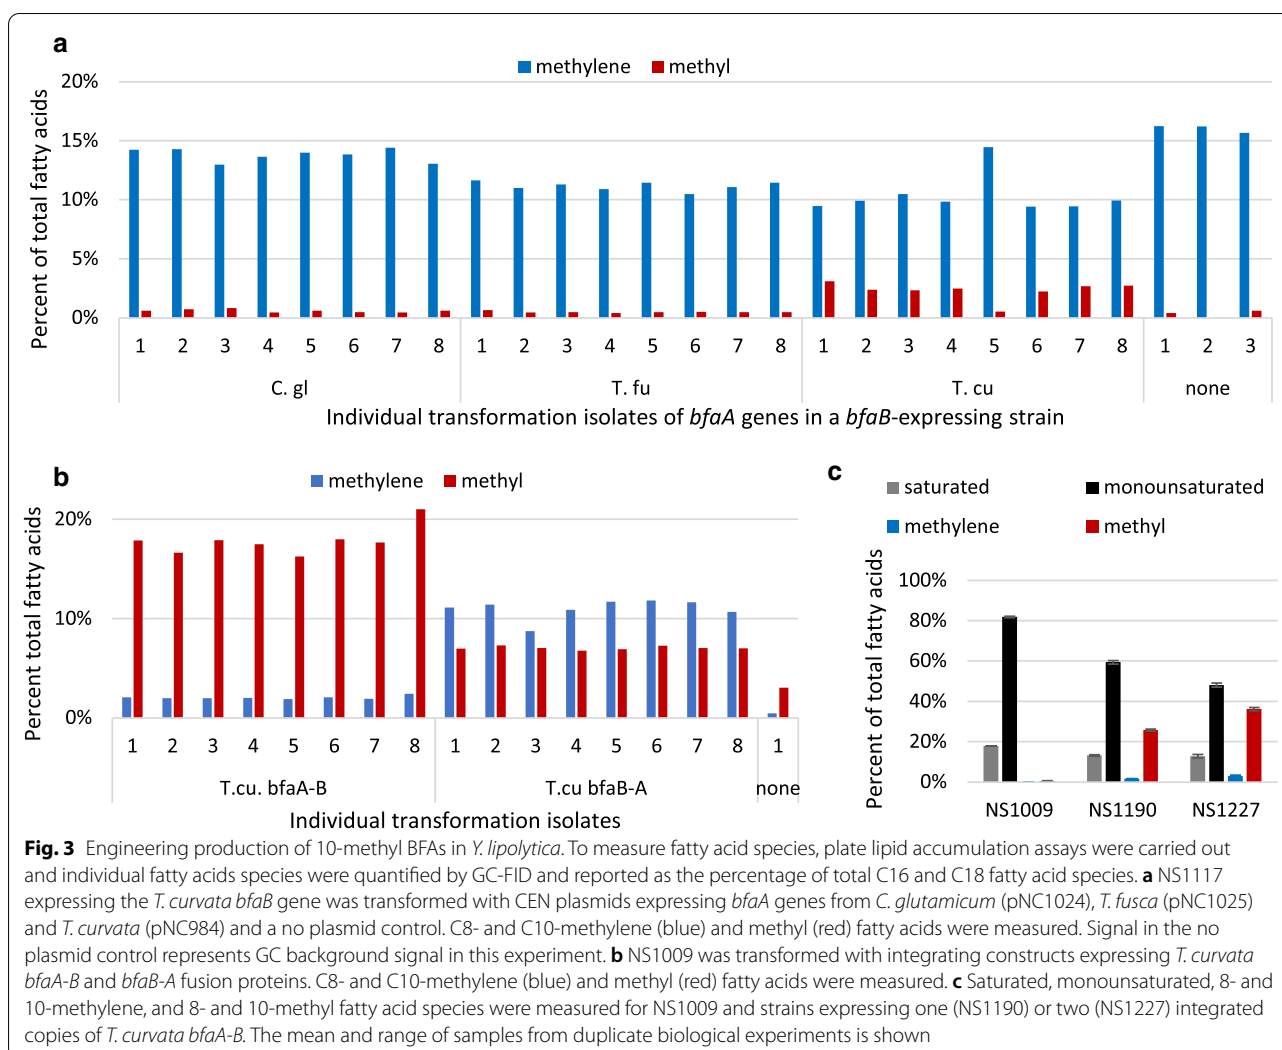 a
methylene methyl
20%
15%
10%
5%
0%
Percent of total fatty acids
1 2 3 4 5 6 7 8 1 2 3 4 5 6 7 8 1 2 3 4 5 6 7 8 1 2 3
C. gl T. fu T. cu none
Individual transformation isolates of bfaA genes in a bfaB-expressing strain
b
methylene methyl
20%
10%
0%
Percent total fatty acids
1 2 3 4 5 6 7 8 1 2 3 4 5 6 7 8 1
T.cu. bfaA-B T.cu bfaB-A none
Individual transformation isolates
c
saturated monounsaturated
methylene methyl
100%
80%
60%
40%
20%
0%
Percent of total fatty acids
NS1009 NS1190 NS1227
Fig. 3 Engineering production of 10-methyl BFAs in Y. lipolytica. To measure fatty acid species, plate lipid accumulation assays were carried out
and individual fatty acids species were quantified by GC-FID and reported as the percentage of total C16 and C18 fatty acid species. a NS1117
expressing the T. curvata bfaB gene was transformed with CEN plasmids expressing bfaA genes from C. glutamicum (pNC1024), T. fusca (pNC1025)
and T. curvata (pNC984) and a no plasmid control. C8- and C10-methylene (blue) and methyl (red) fatty acids were measured. Signal in the no
plasmid control represents GC background signal in this experiment. b NS1009 was transformed with integrating constructs expressing T. curvata
bfaA-B and bfaB-A fusion proteins. C8- and C10-methylene (blue) and methyl (red) fatty acids were measured. c Saturated, monounsaturated, 8- and
10-methylene, and 8- and 10-methyl fatty acid species were measured for NS1009 and strains expressing one (NS1190) or two (NS1227) integrated
copies of T. curvata bfaA-B. The mean and range of samples from duplicate biological experiments is shown